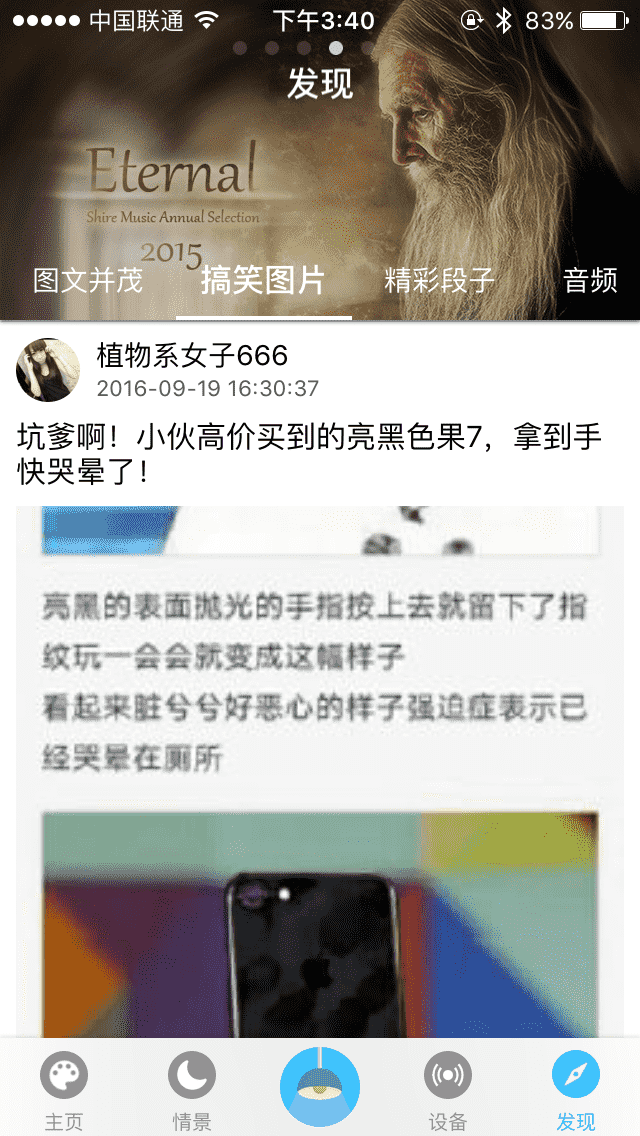 中国联通
下午3:40
83%
发现
Eternal
Shire Music Annual Selection
2015
图文并茂
搞笑图片
精彩段子
音频
植物系女子666
2016-09-19 16:30:37
坑爹啊！小伙高价买到的亮黑色果7，拿到手
快哭晕了！
亮黑的表面抛光的手指按上去就留下了指
纹玩一会会就变成这幅样子
看起来脏兮兮好恶心的样子强迫症表示已
经哭晕在厕所
主页
情景
设备
发现